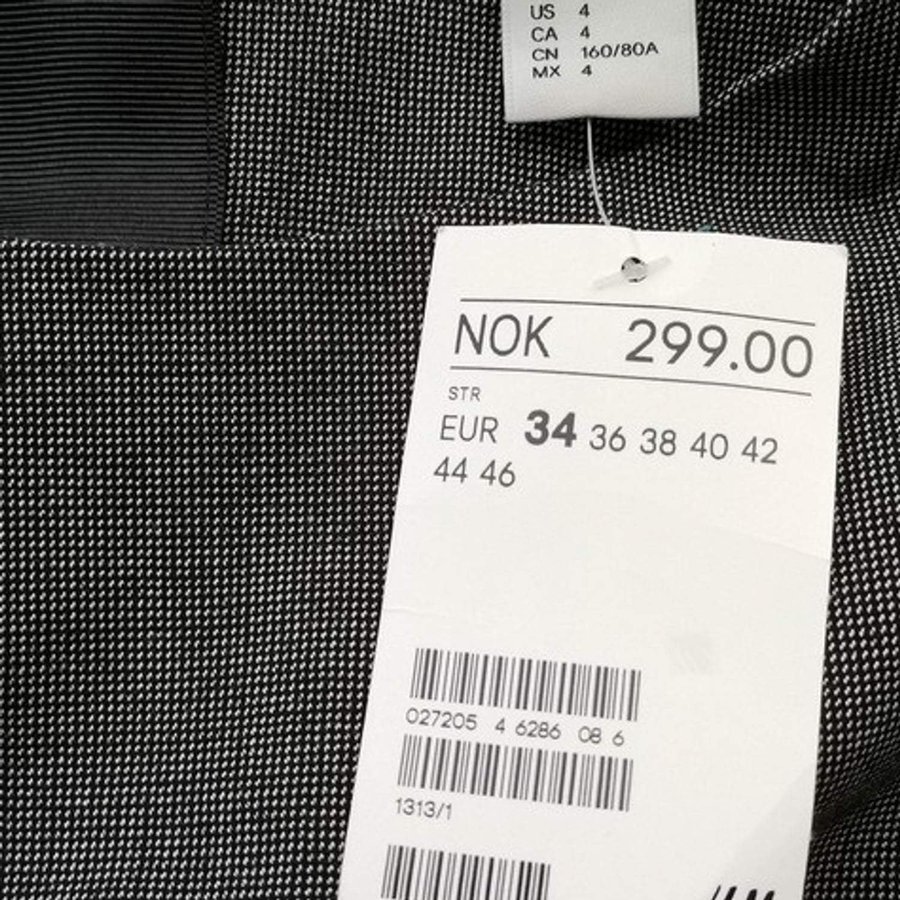 US 4
CA 4
CN 160/80A
MX 4
NOK 299.00
STR
EUR 34 36 38 40 42
44 46
027205 4 6286 08 6
1313/1